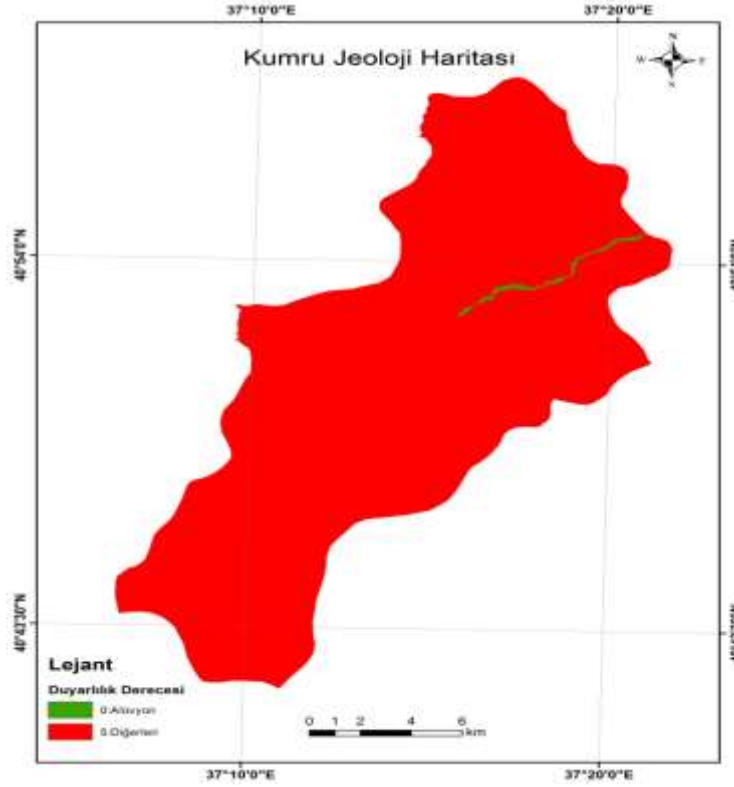 37°10'0"E 37°20'0"E
Kumru Jeoloji Haritası
N
W E
S
40°54'0"N
40°43'30"N
Lejant
Duyarlılık Derecesi
0:Alüvyon
5:Diğerleri
0 1 2 4 6
km
37°10'0"E 37°20'0"E